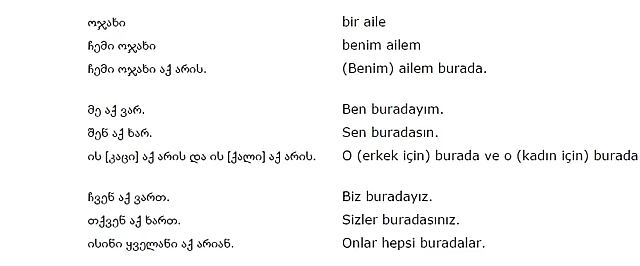 ოჯახი bir aile
ჩემი ოჯახი benim ailem
ჩემი ოჯახი აქ არის. (Benim) ailem burada.
მე აქ ვარ. Ben buradayım.
შენ აქ ხარ. Sen buradasın.
ის [კაცი] აქ არის და ის [ქალი] აქ არის. O (erkek için) burada ve o (kadın için) burada
ჩვენ აქ ვართ. Biz buradayız.
თქვენ აქ ხართ. Sizler buradasınız.
ისინი ყველანი აქ არიან. Onlar hepsi buradalar.